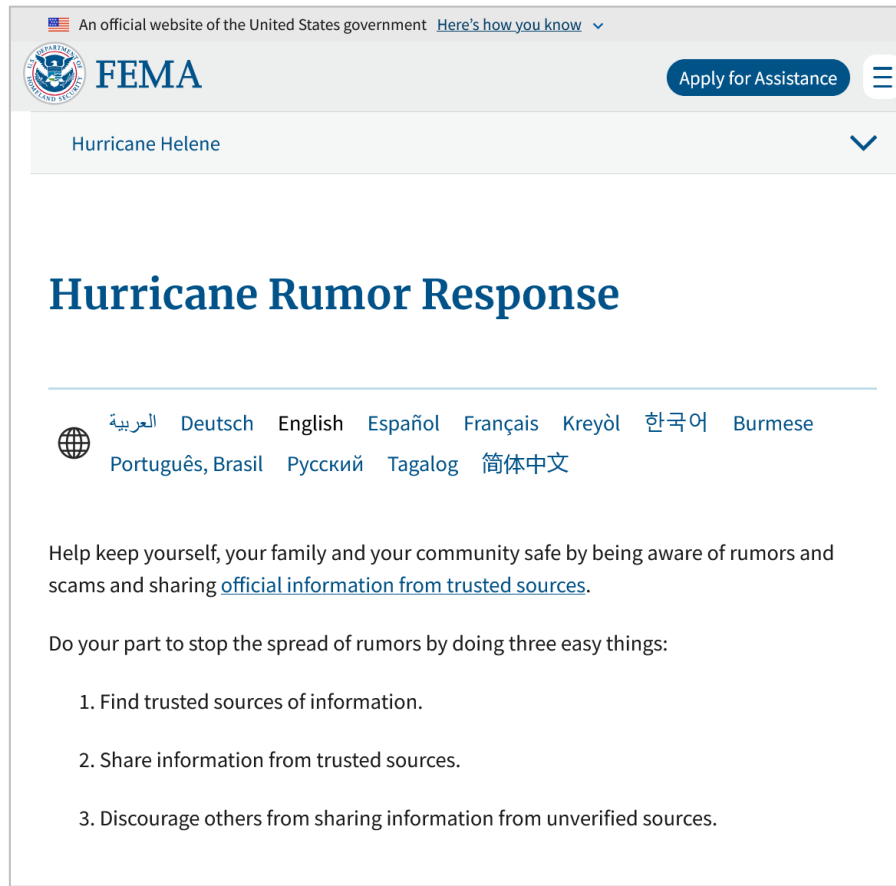 An official website of the United States government Here's how you know
FEMA
Apply for Assistance
Hurricane Helene
Hurricane Rumor Response
العربية Deutsch English Español Français Kreyòl 한국어 Burmese
Português, Brasil Русский Tagalog 简体中文
Help keep yourself, your family and your community safe by being aware of rumors and
scams and sharing official information from trusted sources.
Do your part to stop the spread of rumors by doing three easy things:
1. Find trusted sources of information.
2. Share information from trusted sources.
3. Discourage others from sharing information from unverified sources.